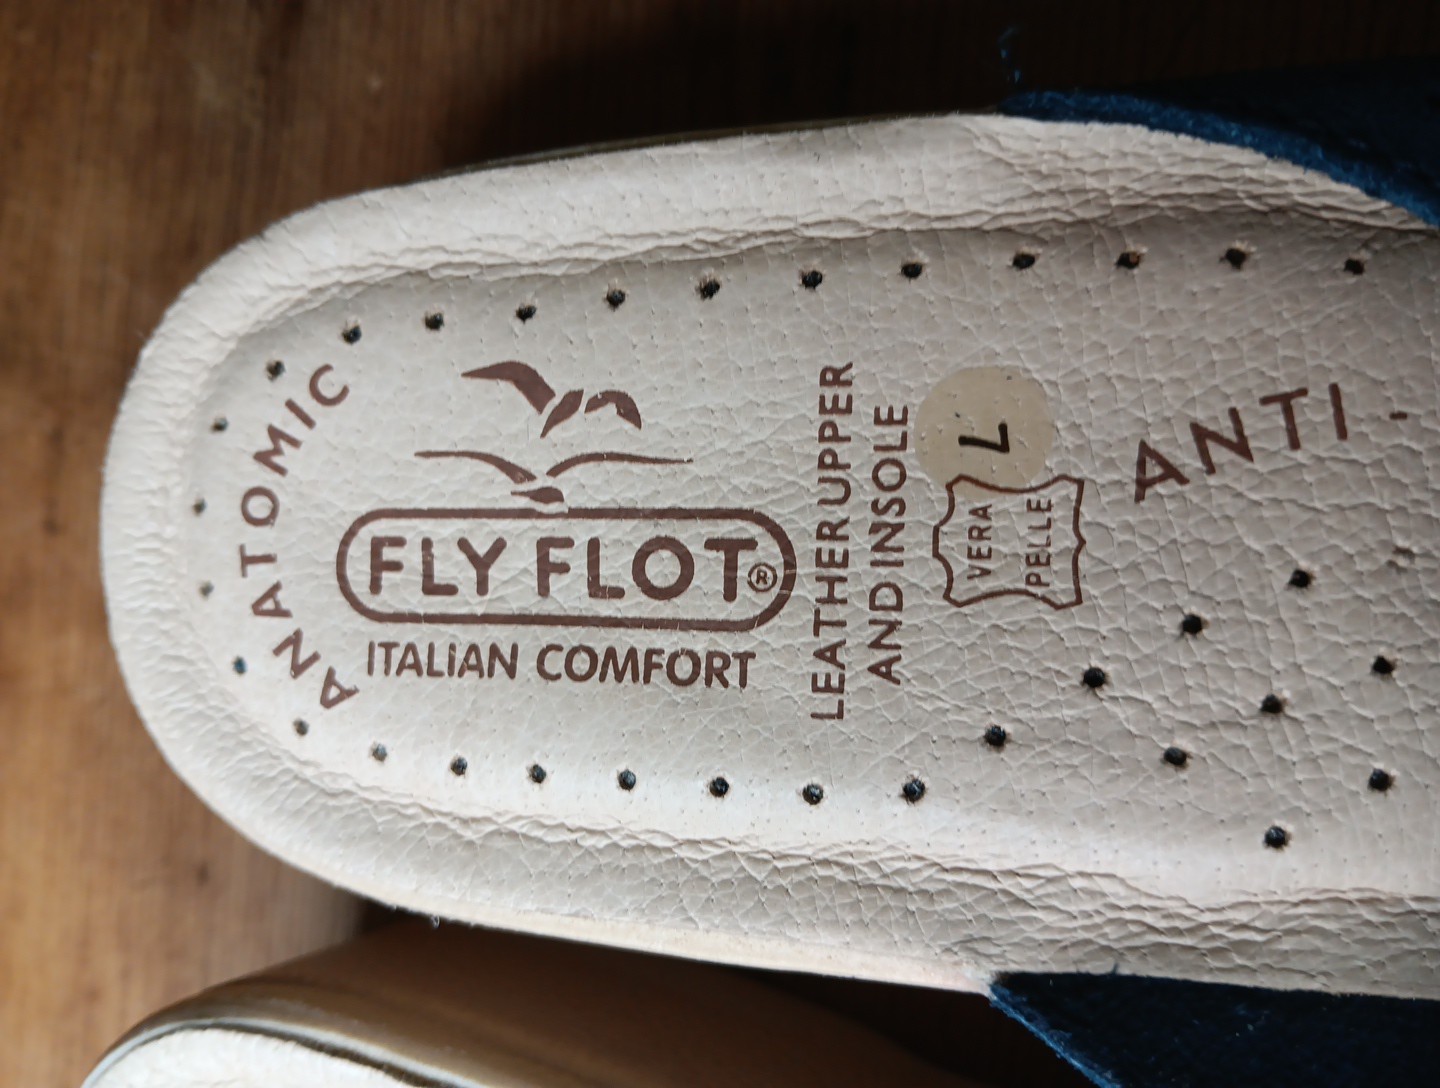 ANATOMIC
FLY FLOT®
ITALIAN COMFORT
LEATHER UPPER
AND INSOLE
L
VERA
PELLE
ANTI -